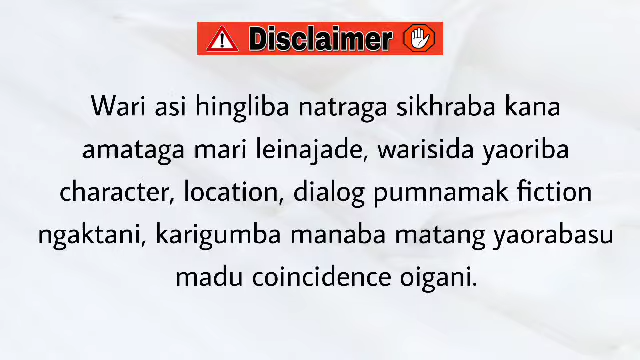 Disclaimer
Wari asi hingliba natraga sikhraba kana
amataga mari leinajade, warisida yaoriba
character, location, dialog pumnamak fiction
ngaktani, karigumba manaba matang yaorabasu
madu coincidence oigani.